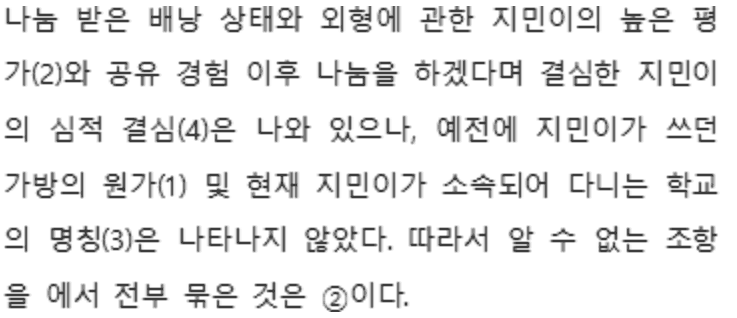 나눔 받은 배낭 상태와 외형에 관한 지민이의 높은 평
가(2)와 공유 경험 이후 나눔을 하겠다며 결심한 지민이
의 심적 결심(4)은 나와 있으나, 예전에 지민이가 쓰던
가방의 원가(1) 및 현재 지민이가 소속되어 다니는 학교
의 명칭(3)은 나타나지 않았다. 따라서 알 수 없는 조항
을 에서 전부 묶은 것은 ②이다.